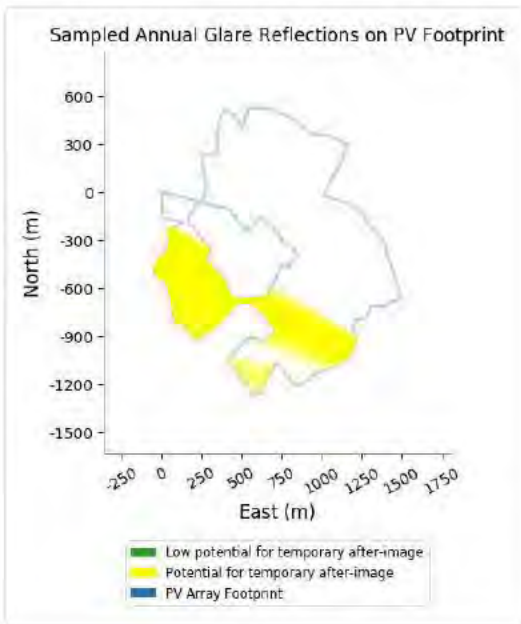 Sampled Annual Glare Reflections on PV Footprint
600
300
0
-300
-600
-900
-1200
-1500
North (m)
-250
0
250
500
750
1000
1250
1500
1750
East (m)
Low potential for temporary after-image
Potential for temporary after-image
PV Array Footprint